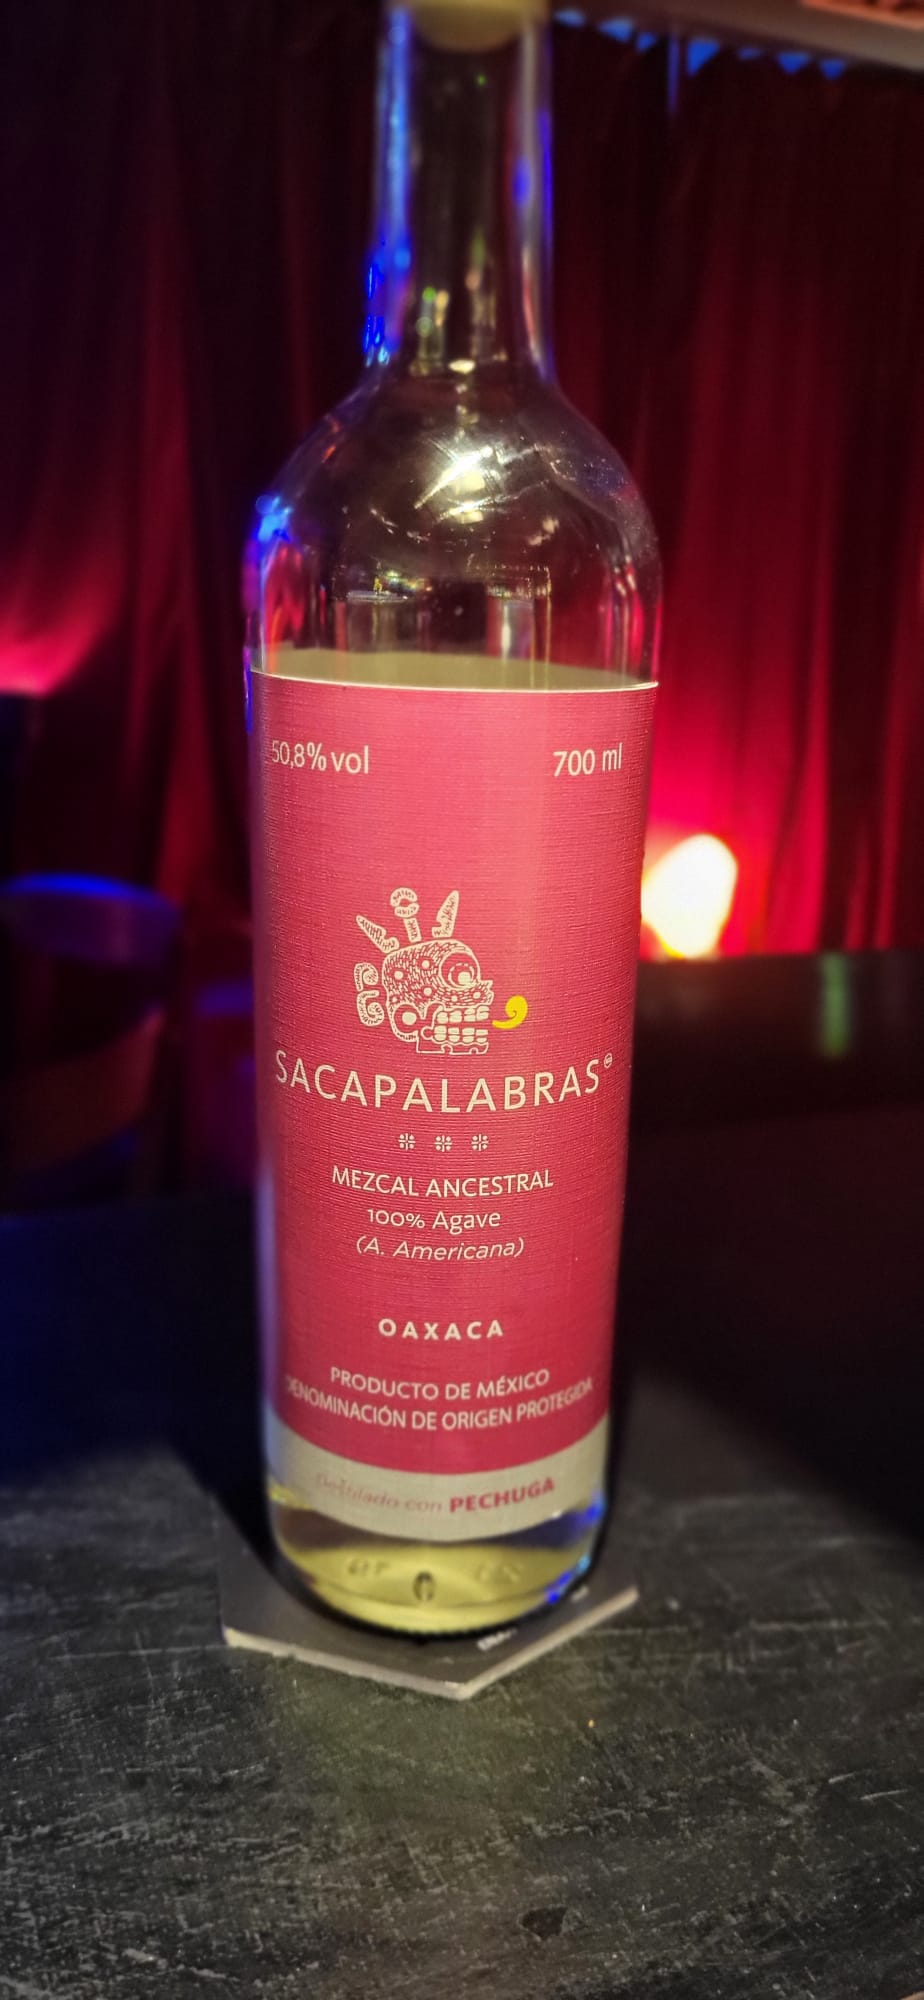 50,8% vol
700 ml
SACAPALABRAS
MEZCAL ANCESTRAL
100% Agave
(A. Americana)
OAXACA
PRODUCTO DE MÉXICO
DENOMINACIÓN DE ORIGEN PROTEGIDA
Destilado con PECHUGA